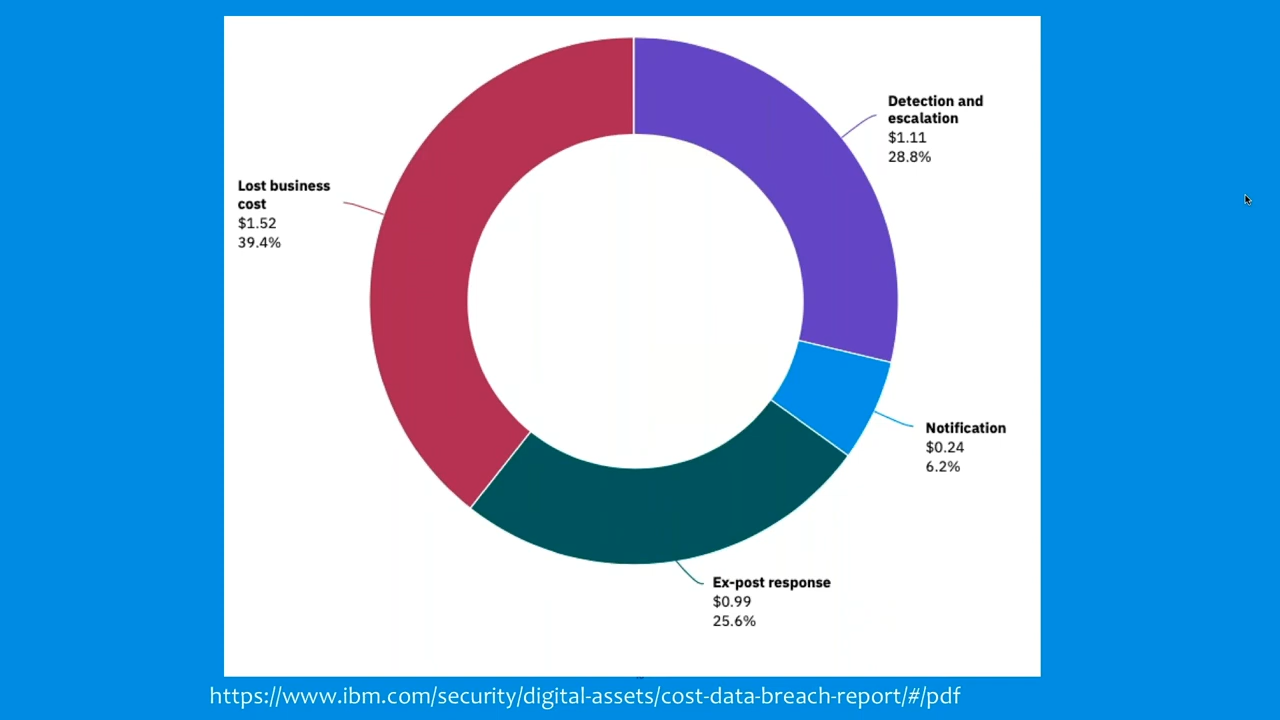 Detection and
escalation
$1.11
28.8%
Lost business
cost
$1.52
39.4%
Notification
$0.24
6.2%
Ex-post response
$0.99
25.6%
https://www.ibm.com/security/digital-assets/cost-data-breach-report/#/pdf